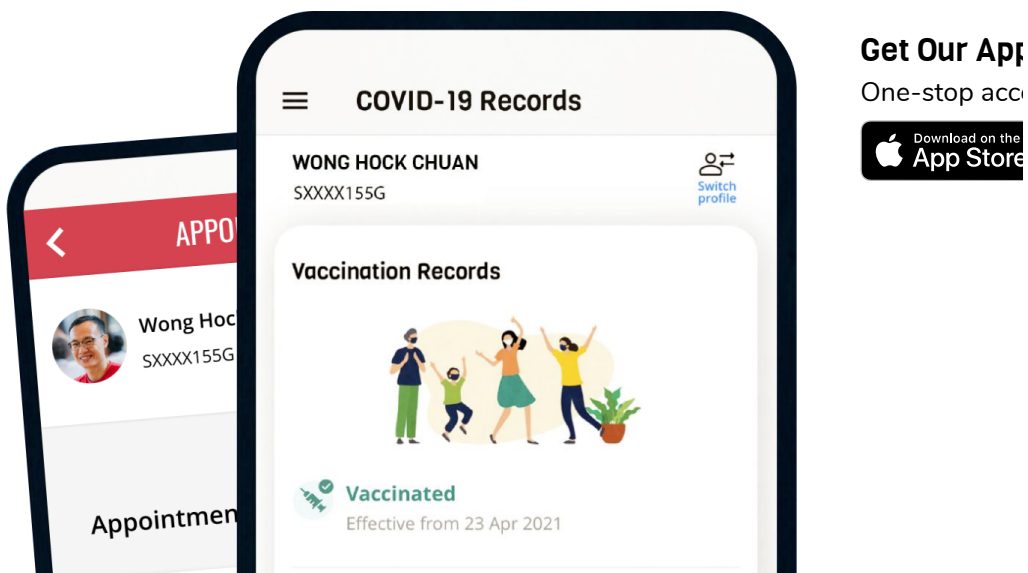 COVID-19 Records
WONG HOCK CHUAN
SXXXX155G
Switch
profile
Vaccination Records
Vaccinated
Effective from 23 Apr 2021
APPO
Wong Hoc
SXXXX155G
Appointmen
Get Our App
One-stop acce
Download on the
App Store